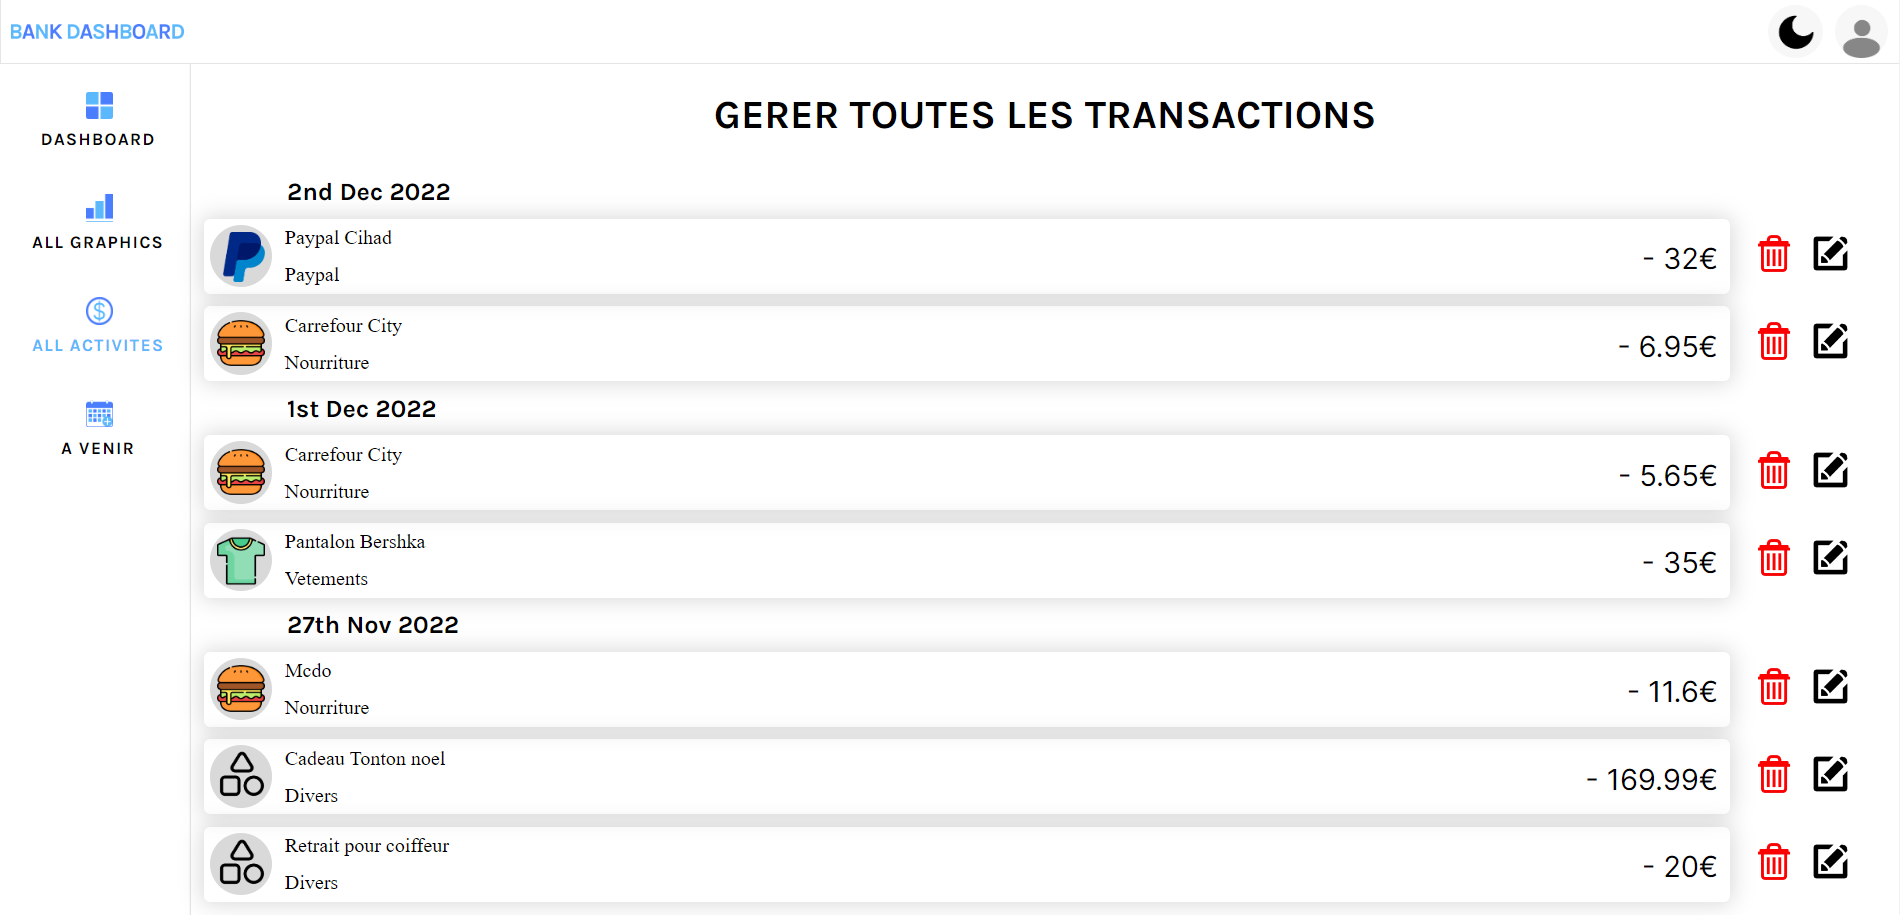 BANK DASHBOARD
DASHBOARD
ALL GRAPHICS
ALL ACTIVITES
A VENIR
GERER TOUTES LES TRANSACTIONS
2nd Dec 2022
Paypal Cihad
Paypal
- 32€
Carrefour City
Nourriture
- 6.95€
1st Dec 2022
Carrefour City
Nourriture
- 5.65€
Pantalon Bershka
Vetements
- 35€
27th Nov 2022
Mcdo
Nourriture
- 11.6€
Cadeau Tonton noel
Divers
- 169.99€
Retrait pour coiffeur
Divers
- 20€